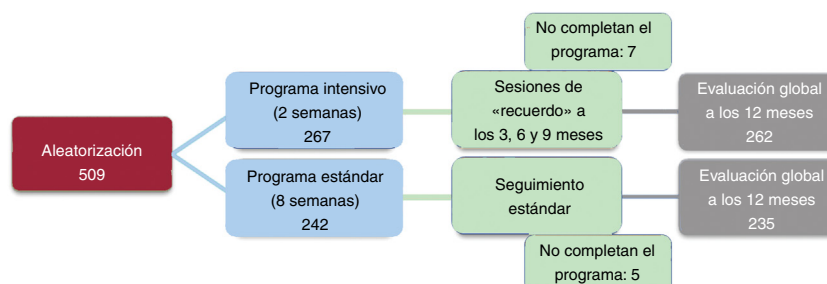 Aleatorización
509
Programa intensivo
(2 semanas)
267
Programa estándar
(8 semanas)
242
No completan el
programa: 7
Sesiones de
«recuerdo» a
los 3, 6 y 9 meses
Seguimiento
estándar
No completan el
programa: 5
Evaluación global
a los 12 meses
262
Evaluación global
a los 12 meses
235